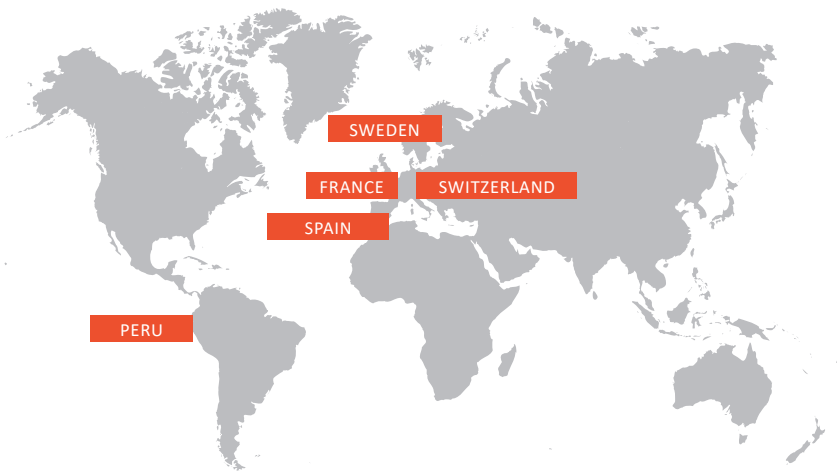 SWEDEN
FRANCE
SWITZERLAND
SPAIN
PERU